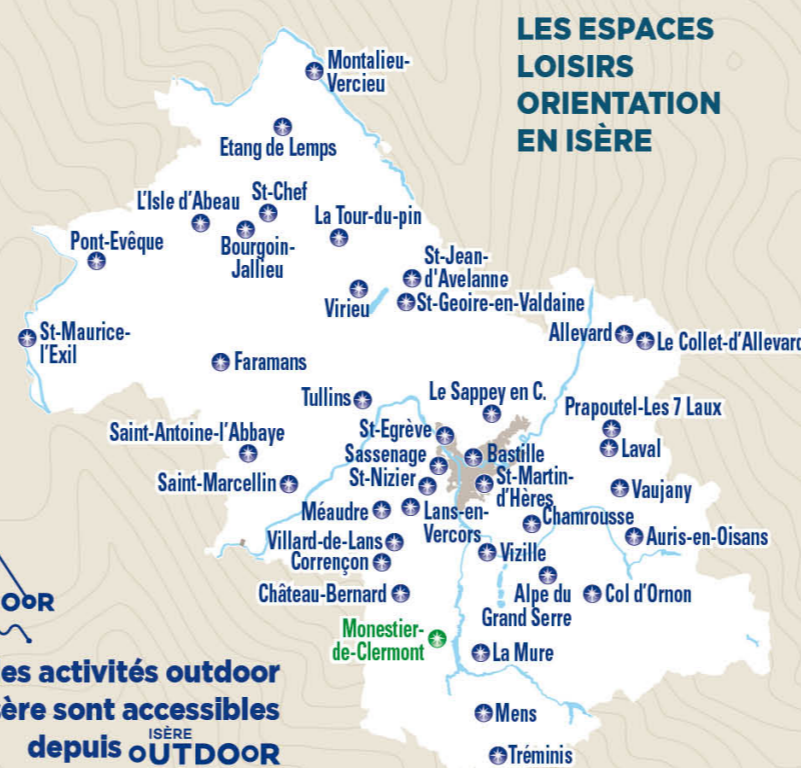 LES ESPACES
LOISIRS
ORIENTATION
EN ISÈRE
Montalieu-
Vercieu
Etang de Lemps
L'Isle d'Abeau
St-Chef
Bourgoin-
Jallieu
La Tour-du-pin
Pont-Evêque
St-Jean-
d'Avelanne
Virieu
St-Geoire-en-Valdaine
St-Maurice-
l'Exil
Allevard
Le Collet-d'Allevard
Faramans
Tullins
Le Sappey en C.
Prapoutel-Les 7 Laux
Saint-Antoine-l'Abbaye
St-Egrève
Laval
Sassenage
Bastille
Saint-Marcellin
St-Nizier
St-Martin-
d'Hères
Vaujany
Méaudre
Lans-en-
Vercors
Chamrousse
Auris-en-Oisans
Villard-de-Lans
Corrençon
Vizille
Château-Bernard
Alpe du
Grand Serre
Col d'Ornon
Monestier-
de-Clermont
La Mure
Mens
Tréminis
OOR
es activités outdoor
sère sont accessibles
depuis ISÈRE OUTDOOR